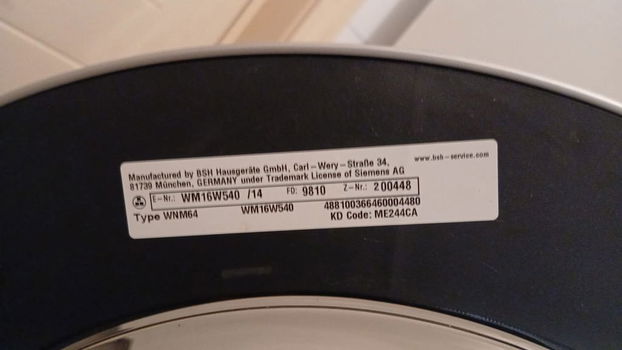 Manufactured by BSH Hausgeräte GmbH, Carl-Wery-Straße 34,
www.bsh-service.com
81739 München, GERMANY under Trademark License of Siemens AG
E-Nr.: WM16W540 /14 FD: 9810 Z-Nr.: 200448
Type WNM64 WM16W540 488100366460004480
KD Code: ME244CA